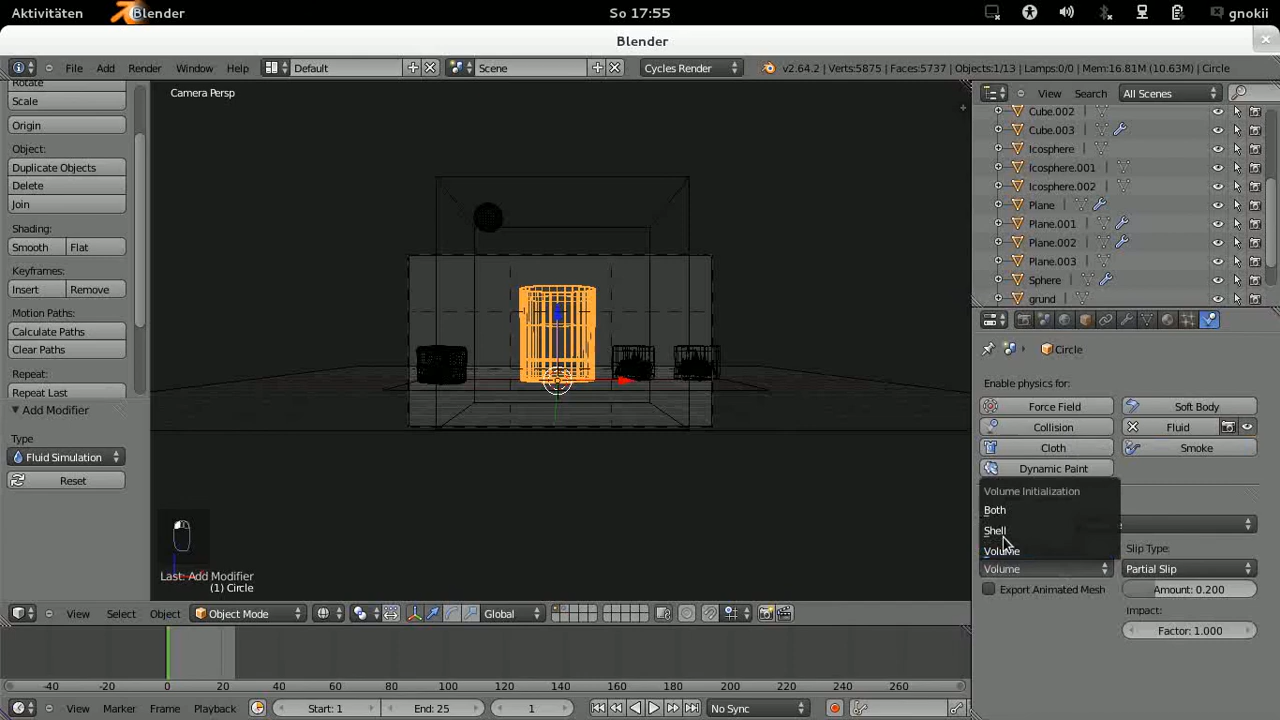 Aktivitäten Blender So 17:55 gnokii
Blender
File Add Render Window Help Default Scene Cycles Render v2.64.2 | Verts:5875 | Faces:5737 | Objects:1/13 | Lamps:0/0 | Mem:16.81M (10.63M) | Circle
Rotate
Scale
Origin
Object:
Duplicate Objects
Delete
Join
Shading:
Smooth Flat
Keyframes:
Insert Remove
Motion Paths:
Calculate Paths
Clear Paths
Repeat:
Repeat Last
Add Modifier
Type
Fluid Simulation
Reset
Camera Persp
Last: Add Modifier
(1) Circle
View Select Object Object Mode Global
-40 -20 0 20 40 60 80 100 120 140 160 180 200 220 240 260
View Marker Frame Playback Start: 1 End: 25 1 No Sync
View Search All Scenes
Cube.002
Cube.003
Icosphere
Icosphere.001
Icosphere.002
Plane
Plane.001
Plane.002
Plane.003
Sphere
grund
Circle
Enable physics for:
Force Field Soft Body
Collision Fluid
Cloth Smoke
Dynamic Paint
Volume Initialization
Both
Shell
Volume
Slip Type:
Volume Partial Slip
Export Animated Mesh Amount: 0.200
Impact:
Factor: 1.000